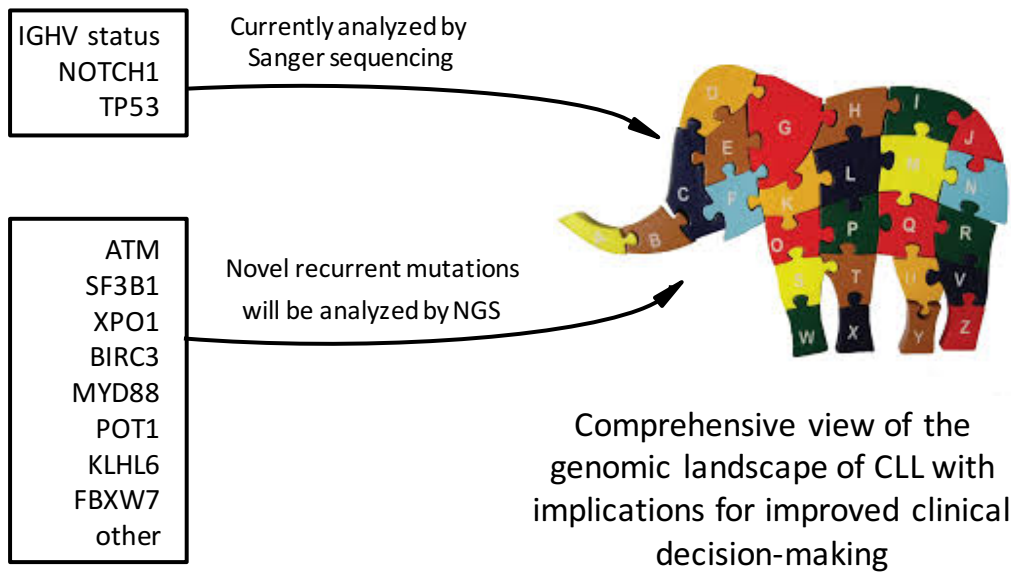 IGHV status
NOTCH1
TP53
Currently analyzed by
Sanger sequencing
ATM
SF3B1
XPO1
BIRC3
MYD88
POT1
KLHL6
FBXW7
other
Novel recurrent mutations
will be analyzed by NGS
D
G
H
I
J
E
C
F
K
L
M
N
A
B
O
P
Q
R
S
T
U
V
W
X
Y
Z
Comprehensive view of the
genomic landscape of CLL with
implications for improved clinical
decision-making